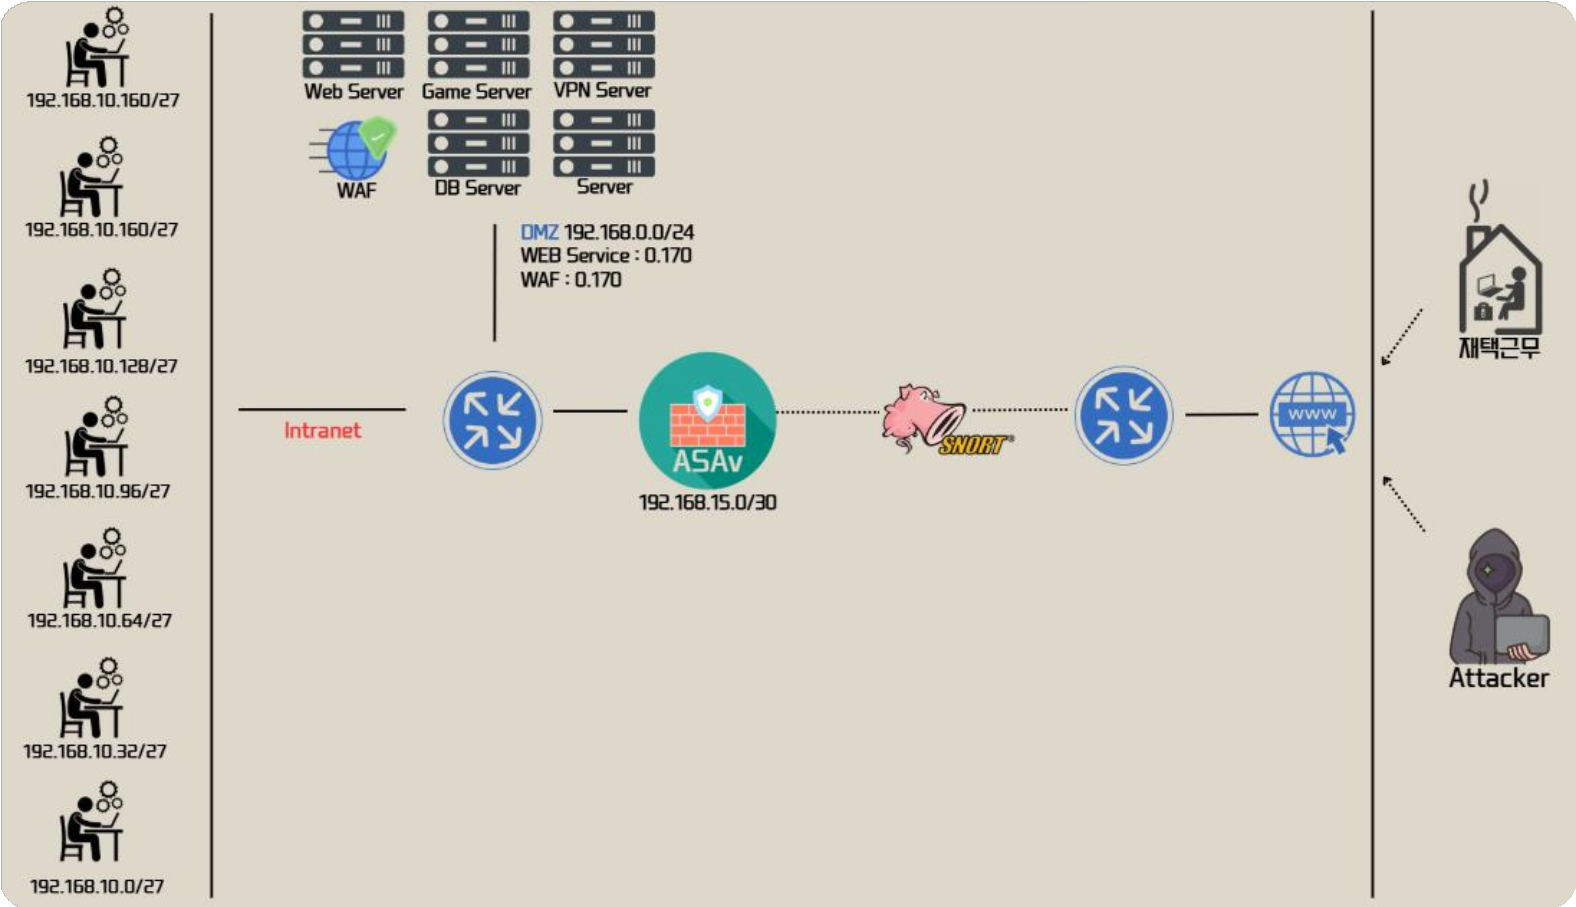 192.168.10.160/27
192.168.10.160/27
192.168.10.128/27
192.168.10.96/27
192.168.10.64/27
192.168.10.32/27
192.168.10.0/27
Web Server
Game Server
VPN Server
WAF
DB Server
Server
DMZ 192.168.0.0/24
WEB Service : 0.170
WAF : 0.170
Intranet
ASAv
192.168.15.0/30
SNORT®
WWW
재택근무
Attacker